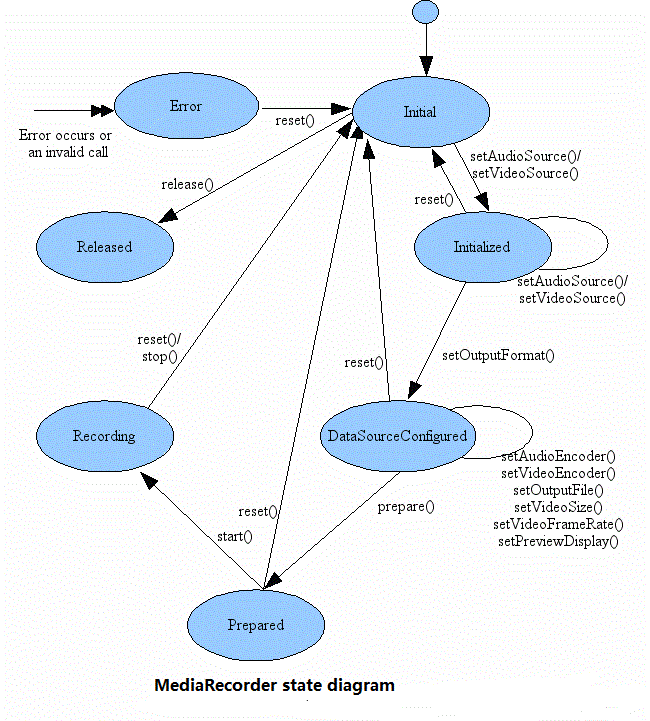 Error
reset()
Initial
Error occurs or
an invalid call
setAudioSource()/
setVideoSource()
release()
reset()
Released
Initialized
setAudioSource()/
setVideoSource()
reset()/
stop()
setOutputFormat()
reset()
Recording
DataSourceConfigured
setAudioEncoder()
setVideoEncoder()
setOutputFile()
setVideoSize()
setVideoFrameRate()
setPreviewDisplay()
reset()
prepare()
start()
Prepared
MediaRecorder state diagram